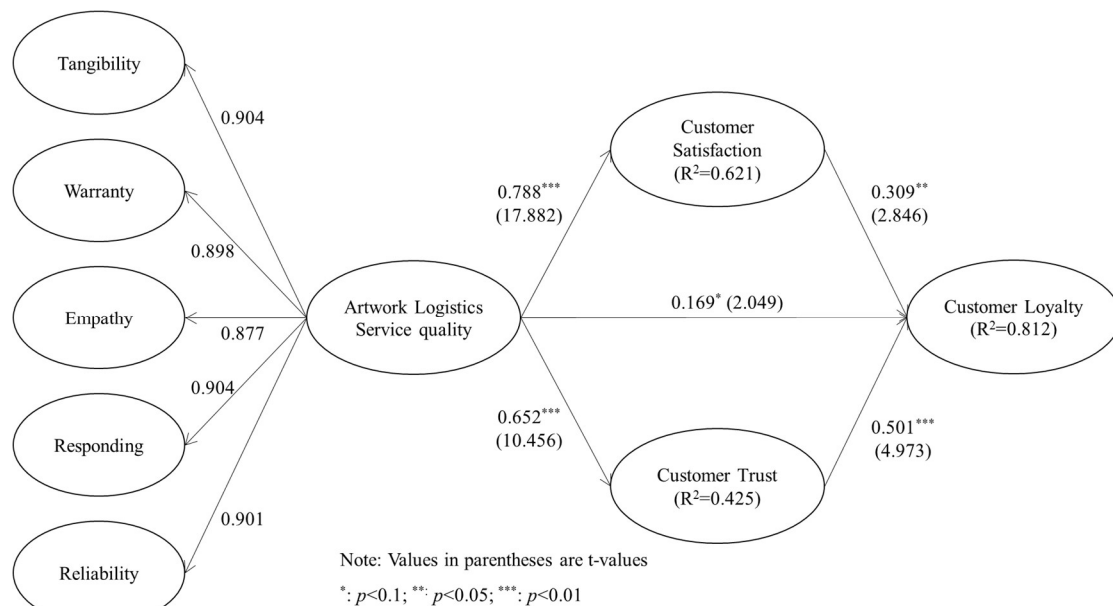 Tangibility
0.904
Warranty
0.898
Empathy
0.877
Responding
0.904
Reliability
0.901
Artwork Logistics
Service quality
0.788***
(17.882)
0.652***
(10.456)
0.169* (2.049)
Customer
Satisfaction
(R²=0.621)
Customer Trust
(R²=0.425)
0.309**
(2.846)
0.501***
(4.973)
Customer Loyalty
(R²=0.812)
Note: Values in parentheses are t-values
*: p<0.1; **: p<0.05; ***: p<0.01